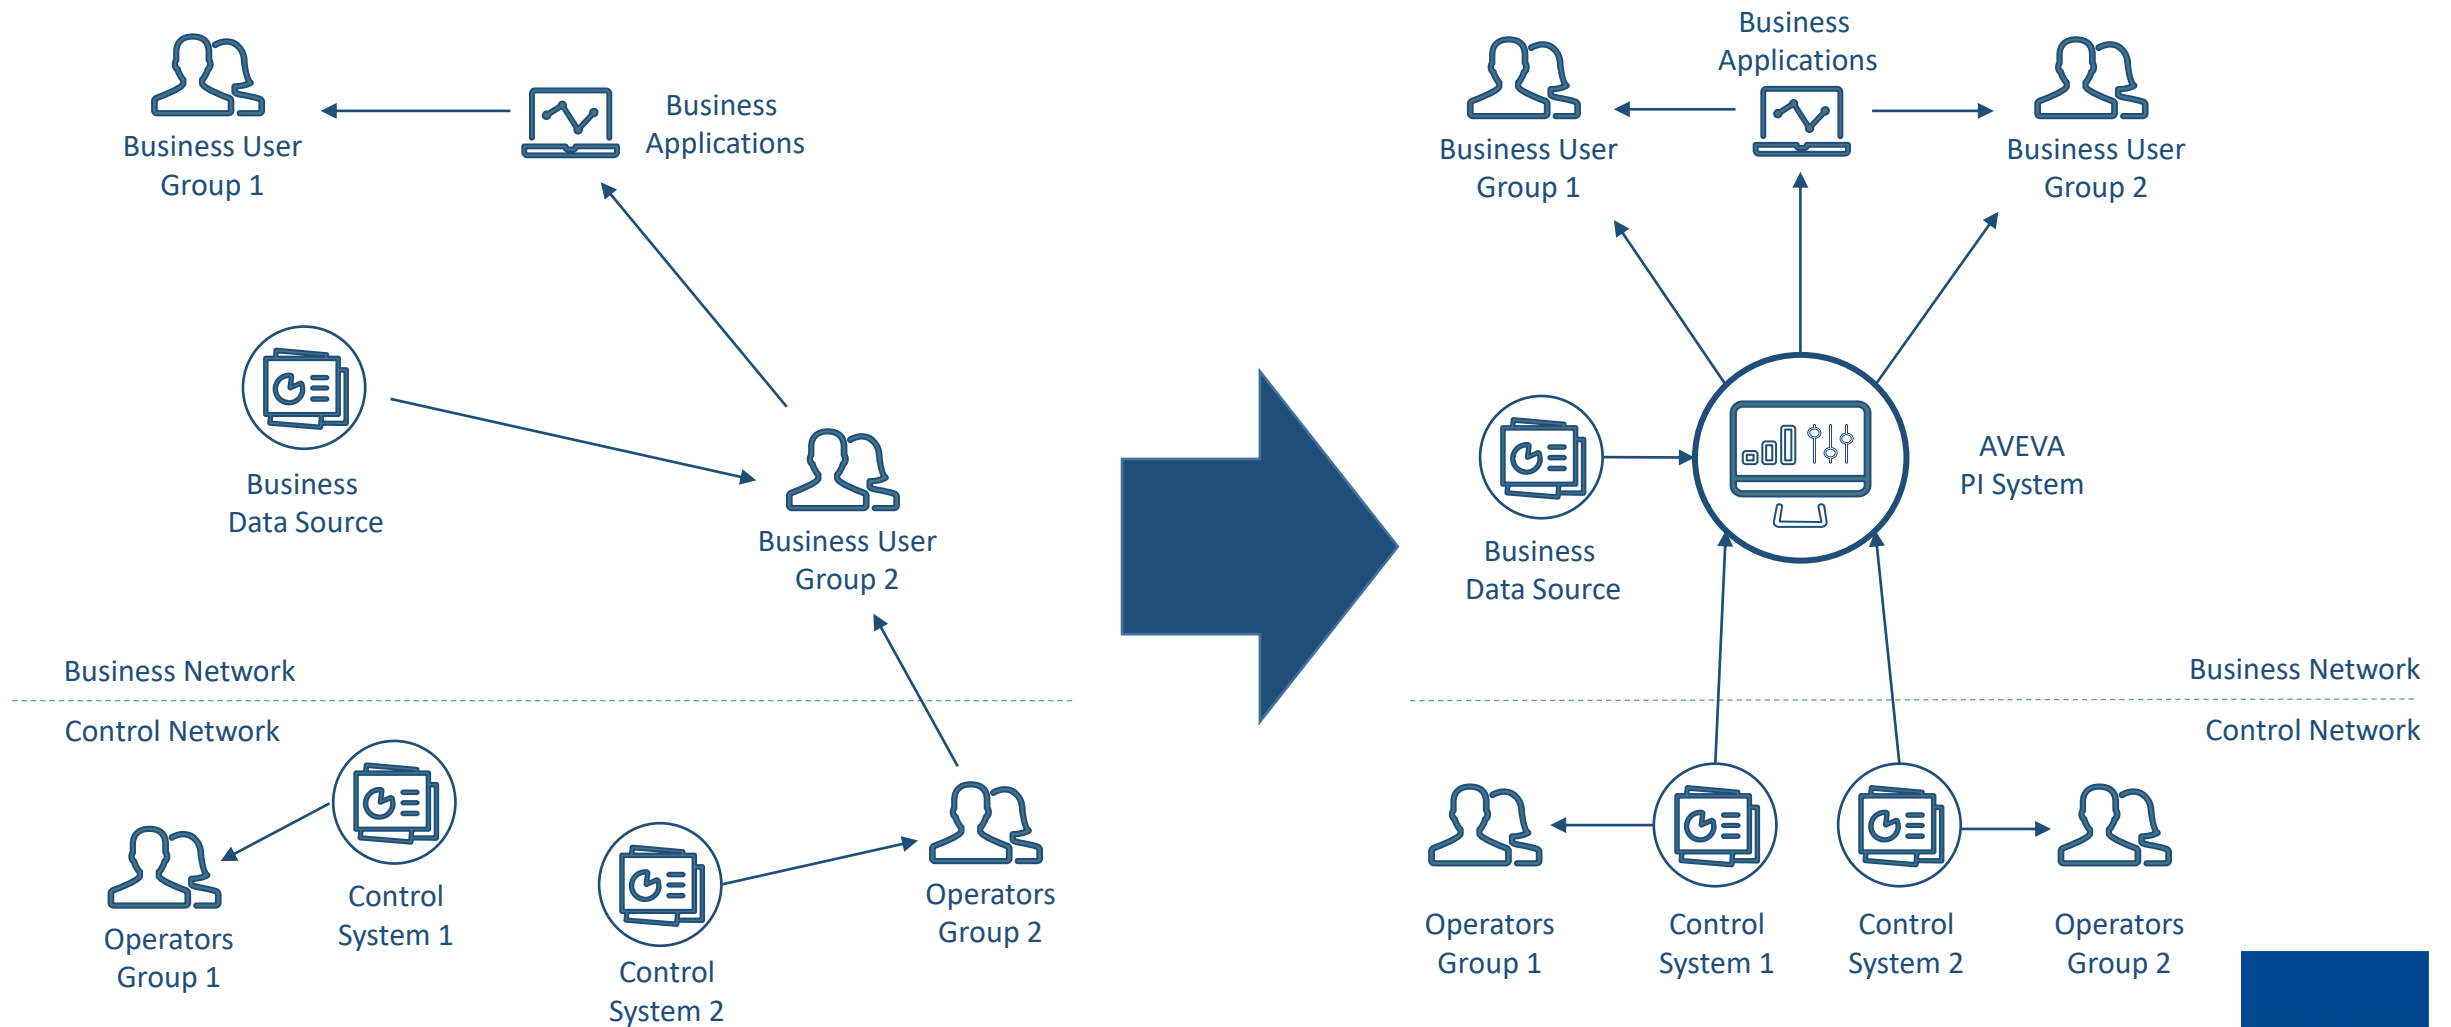 Business User
Group 1
Business
Applications
Business
Data Source
Business User
Group 2
Business Network
Control Network
Operators
Group 1
Control
System 1
Control
System 2
Operators
Group 2
Business
Applications
Business User
Group 1
Business User
Group 2
Business
Data Source
AVEVA
PI System
Business Network
Control Network
Operators
Group 1
Control
System 1
Control
System 2
Operators
Group 2